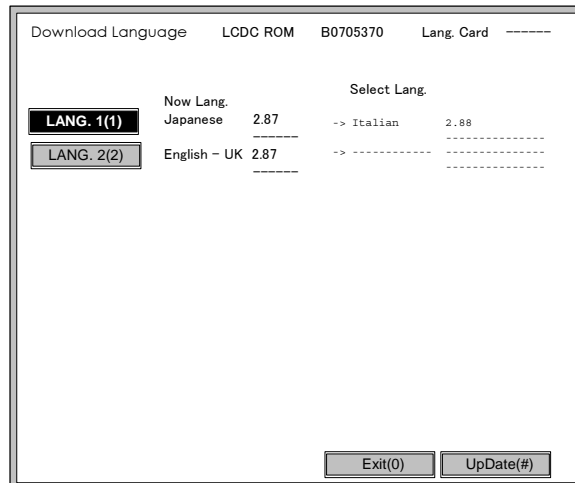 Download Language LCDC ROM B0705370 Lang. Card ------
Select Lang.
Now Lang.
LANG. 1(1) Japanese 2.87 -> Italian 2.88
------ --------------
LANG. 2(2) English - UK 2.87 -> ------------ --------------
------ --------------
Exit(0) UpDate(#)